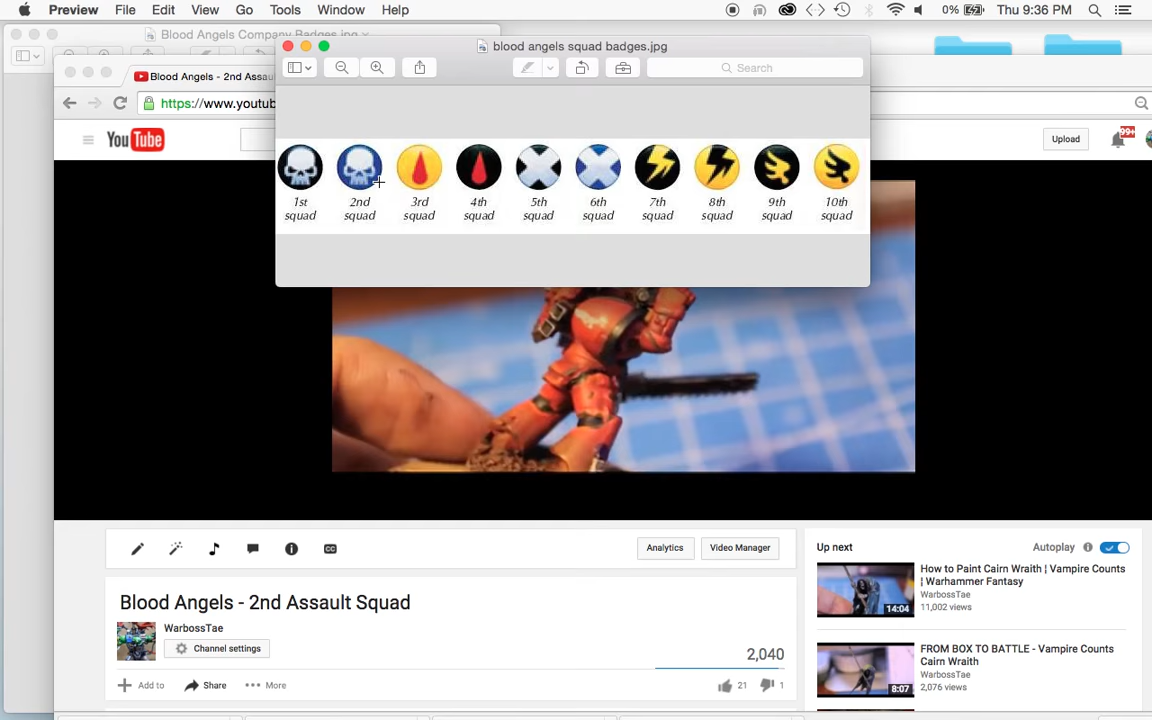 Preview File Edit View Go Tools Window Help 0% Thu 9:36 PM
Blood Angels Company Badges.jpg
blood angels squad badges.jpg
Search
Blood Angels - 2nd Assau
https://www.youtub
YouTube
Upload
99+
1st squad
2nd squad
3rd squad
4th squad
5th squad
6th squad
7th squad
8th squad
9th squad
10th squad
CC
Analytics
Video Manager
Blood Angels - 2nd Assault Squad
WarbossTae
Channel settings
2,040
Add to
Share
More
21
1
Up next
Autoplay
How to Paint Cairn Wraith ¦ Vampire Counts
¦ Warhammer Fantasy
WarbossTae
11,002 views
14:04
FROM BOX TO BATTLE - Vampire Counts
Cairn Wraith
WarbossTae
2,076 views
8:07